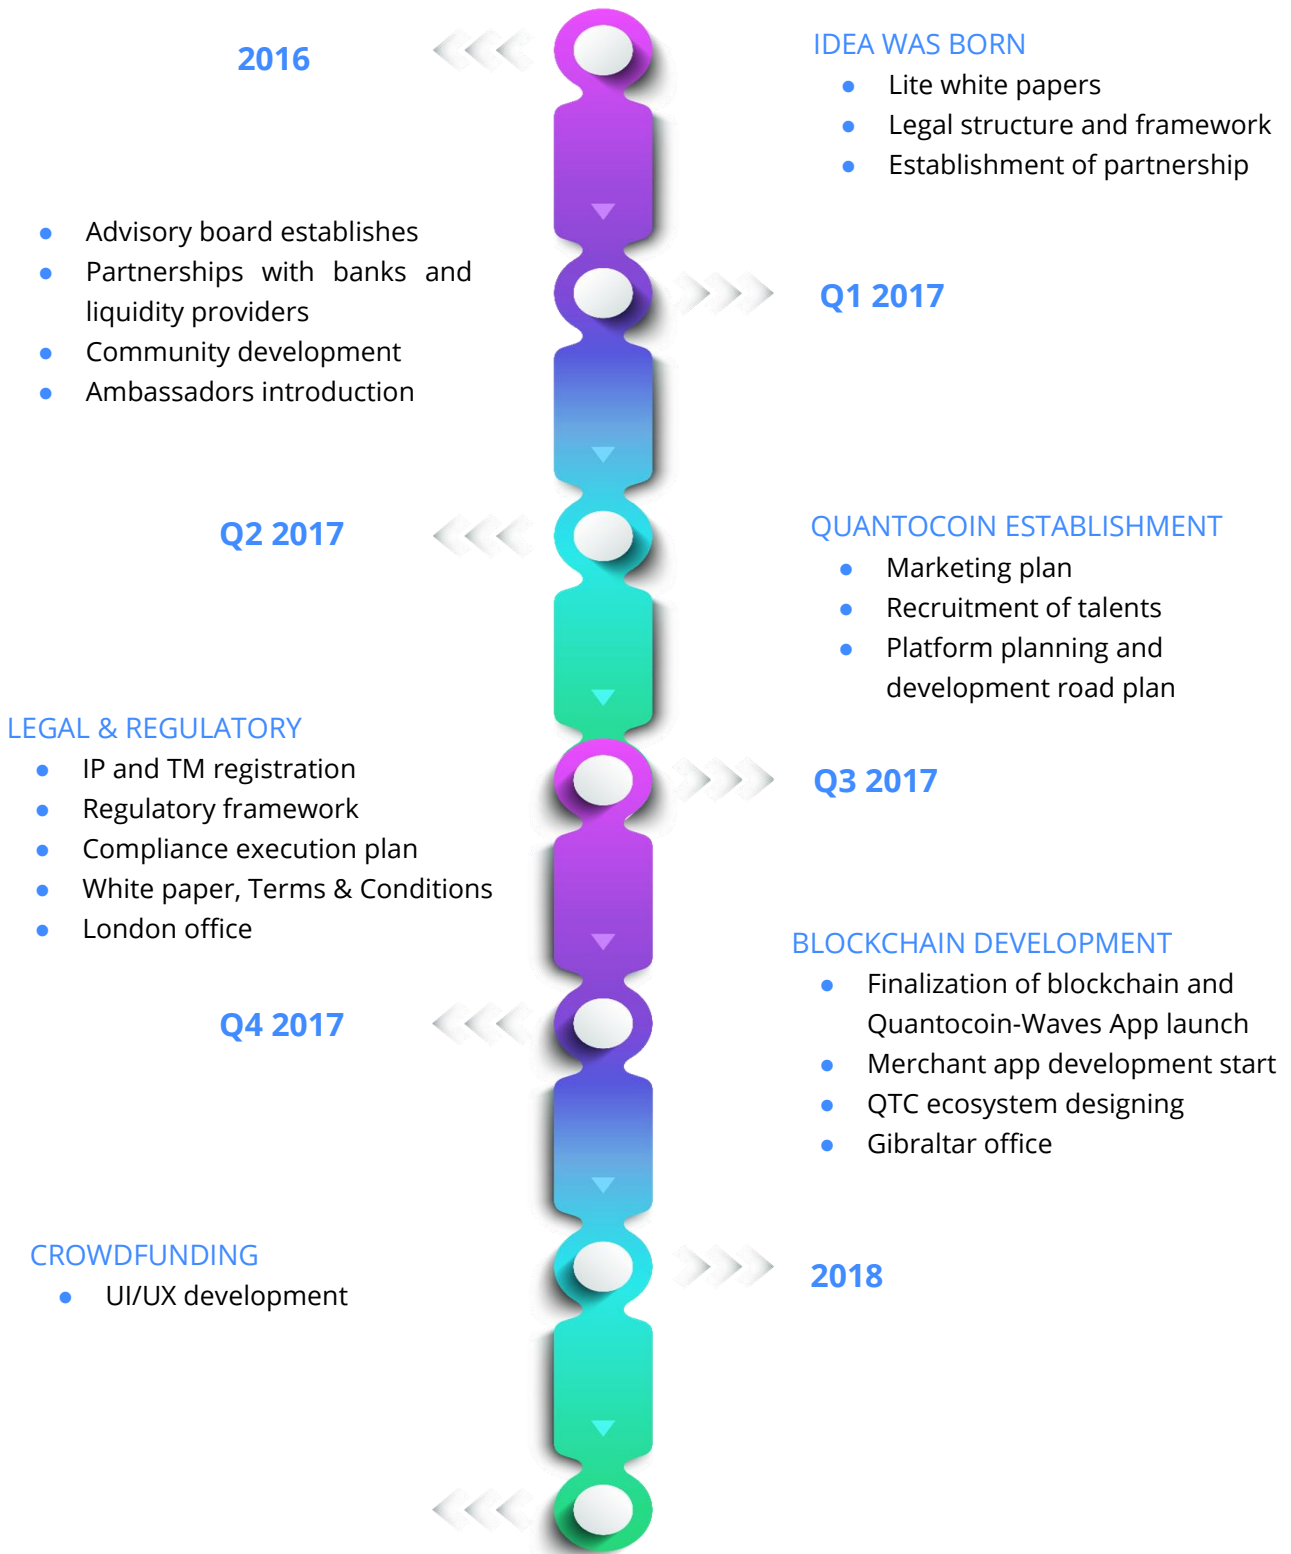 2016
IDEA WAS BORN
● Lite white papers
● Legal structure and framework
● Establishment of partnership
● Advisory board establishes
● Partnerships with banks and
liquidity providers
● Community development
● Ambassadors introduction
Q1 2017
Q2 2017
QUANTOCOIN ESTABLISHMENT
● Marketing plan
● Recruitment of talents
● Platform planning and
development road plan
LEGAL & REGULATORY
● IP and TM registration
● Regulatory framework
● Compliance execution plan
● White paper, Terms & Conditions
● London office
Q3 2017
Q4 2017
BLOCKCHAIN DEVELOPMENT
● Finalization of blockchain and
Quantocoin-Waves App launch
● Merchant app development start
● QTC ecosystem designing
● Gibraltar office
CROWDFUNDING
● UI/UX development
2018